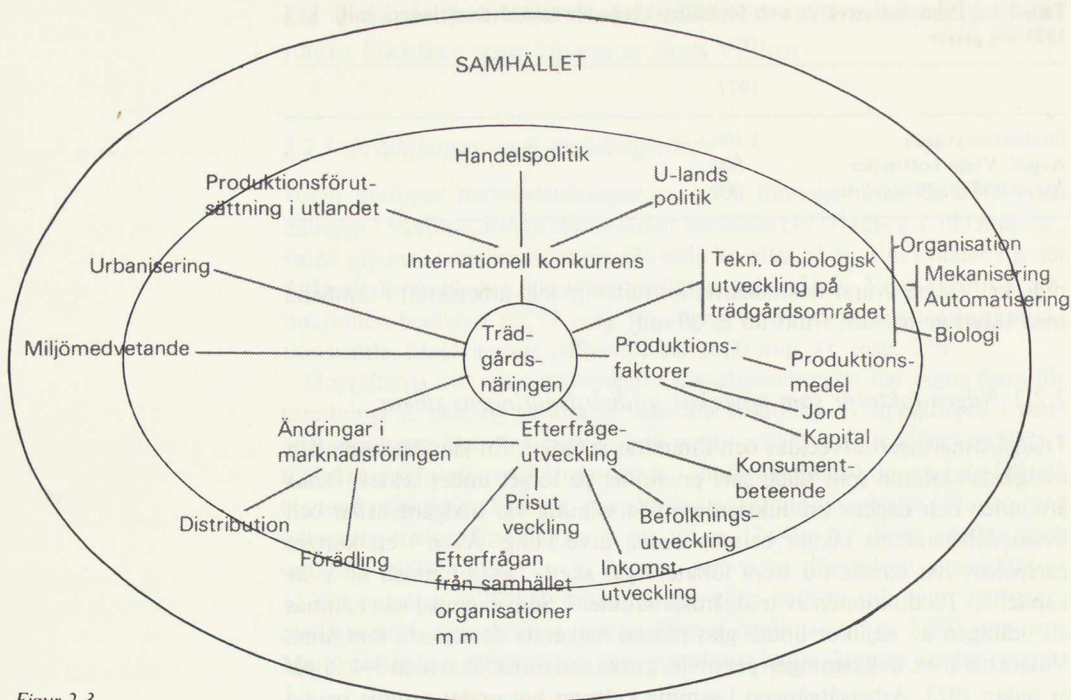 SAMHÄLLET
Handelspolitik
Produktionsförut-
sättning i utlandet
U-lands
politik
Urbanisering
Internationell konkurrens
Tekn. o biologisk
utveckling på
trädgårdsområdet
Organisation
Mekanisering
Automatisering
Biologi
Miljömedvetande
Träd-
gårds-
näringen
Produktions-
faktorer
Produktions-
medel
Jord
Kapital
Ändringar i
marknadsföringen
Efterfråge-
utveckling
Konsument-
beteende
Distribution
Prisut
veckling
Befolknings-
utveckling
Förädling
Efterfrågan
från samhället
organisationer
m m
Inkomst-
utveckling
Figur 2.3